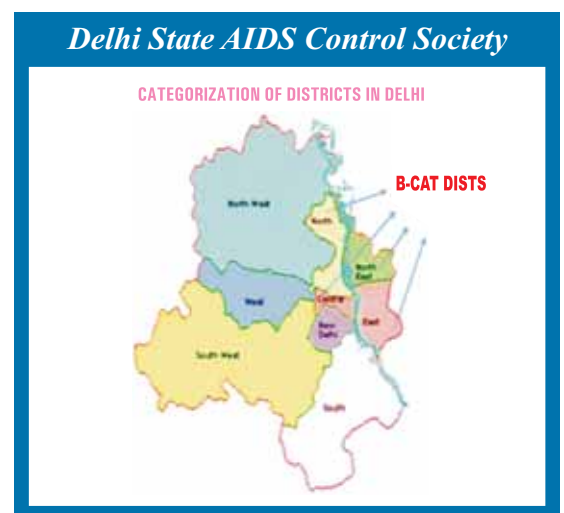 Delhi State AIDS Control Society
CATEGORIZATION OF DISTRICTS IN DELHI
B-CAT DISTS
North West
North
North
East
West
Central
New
Delhi
East
South West
South